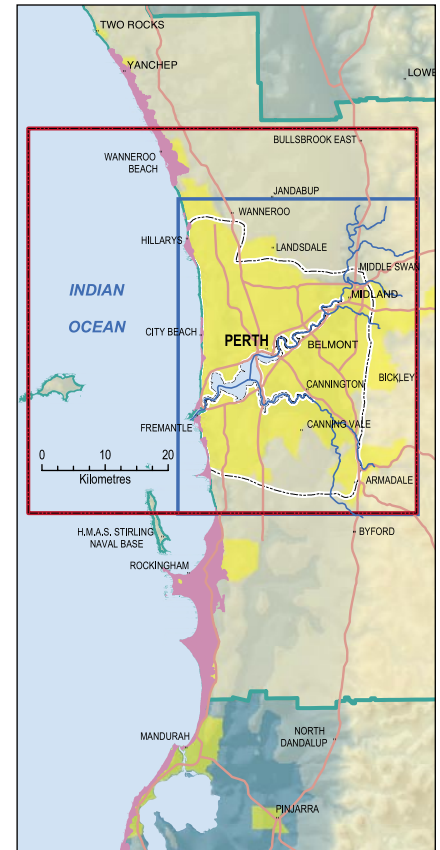 TWO ROCKS
YANCHEP
LOWE
BULLSBROOK EAST
WANNEROO
BEACH
JANDABUP
WANNEROO
HILLARYS
LANDSDALE
MIDDLE SWAN
INDIAN
OCEAN
MIDLAND
CITY BEACH
PERTH
BELMONT
BICKLEY
CANNINGTON
FREMANTLE
CANNING VALE
0 10 20
Kilometres
ARMADALE
H.M.A.S. STIRLING
NAVAL BASE
BYFORD
ROCKINGHAM
MANDURAH
NORTH
DANDALUP
PINJARRA